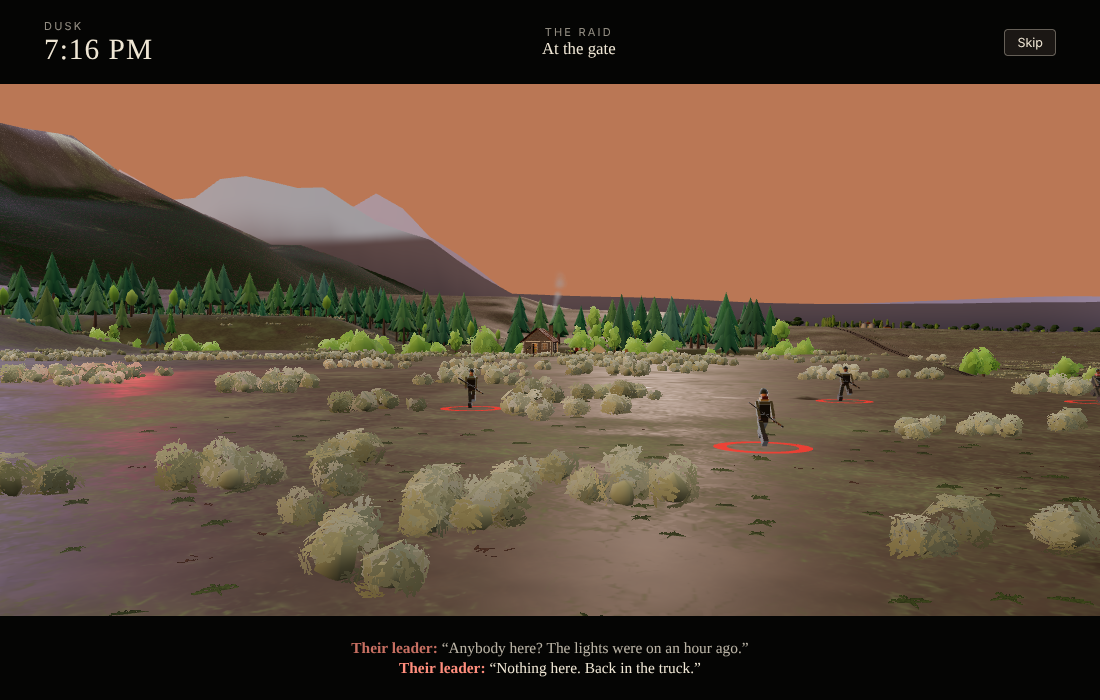 DUSK
7:16 PM
THE RAID
At the gate
Skip
Their leader: “Anybody here? The lights were on an hour ago.”
Their leader: “Nothing here. Back in the truck.”